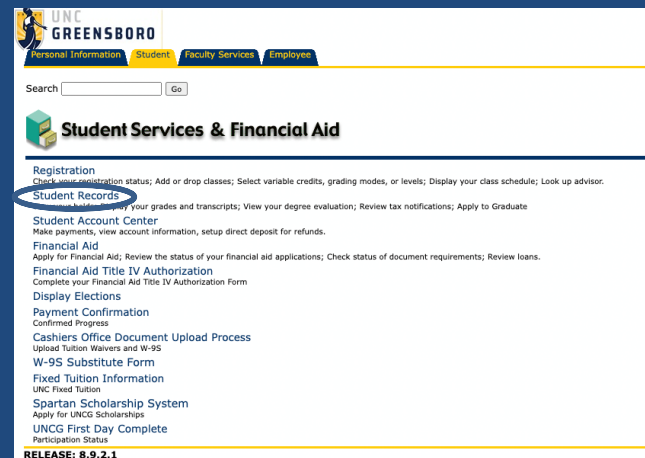 UNC
GREENSBORO
Personal Information Student Faculty Services Employee
Search Go
Student Services & Financial Aid
Registration
Check your registration status; Add or drop classes; Select variable credits, grading modes, or levels; Display your class schedule; Look up advisor.
Student Records
your grades and transcripts; View your degree evaluation; Review tax notifications; Apply to Graduate
Student Account Center
Make payments, view account information, setup direct deposit for refunds.
Financial Aid
Apply for Financial Aid; Review the status of your financial aid applications; Check status of document requirements; Review loans.
Financial Aid Title IV Authorization
Complete your Financial Aid Title IV Authorization Form
Display Elections
Payment Confirmation
Confirmed Progress
Cashiers Office Document Upload Process
Upload Tuition Waivers and W-9S
W-9S Substitute Form
Fixed Tuition Information
UNC Fixed Tuition
Spartan Scholarship System
Apply for UNCG Scholarships
UNCG First Day Complete
Participation Status
RELEASE: 8.9.2.1